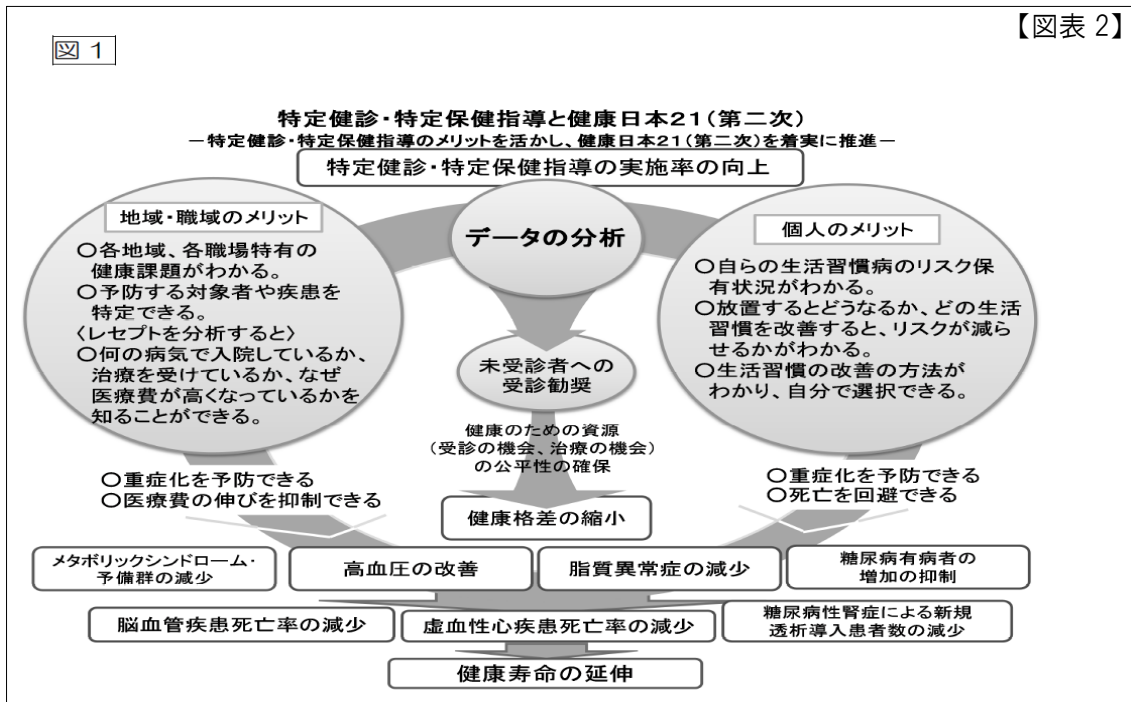 【図表 2】
図 1
特定健診・特定保健指導と健康日本21(第二次)
－特定健診・特定保健指導のメリットを活かし、健康日本21(第二次)を着実に推進－
特定健診・特定保健指導の実施率の向上
地域・職域のメリット
○各地域、各職場特有の
健康課題がわかる。
○予防する対象者や疾患を
特定できる。
〈レセプトを分析すると〉
○何の病気で入院しているか、
治療を受けているか、なぜ
医療費が高くなっているかを
知ることができる。
データの分析
個人のメリット
○自らの生活習慣病のリスク保
有状況がわかる。
○放置するとどうなるか、どの生活
習慣を改善すると、リスクが減ら
せるかがわかる。
○生活習慣の改善の方法が
わかり、自分で選択できる。
未受診者への
受診勧奨
健康のための資源
(受診の機会、治療の機会)
の公平性の確保
○重症化を予防できる
○医療費の伸びを抑制できる
○重症化を予防できる
○死亡を回避できる
健康格差の縮小
メタボリックシンドローム・
予備群の減少
高血圧の改善
脂質異常症の減少
糖尿病有病者の
増加の抑制
脳血管疾患死亡率の減少
虚血性心疾患死亡率の減少
糖尿病性腎症による新規
透析導入患者数の減少
健康寿命の延伸